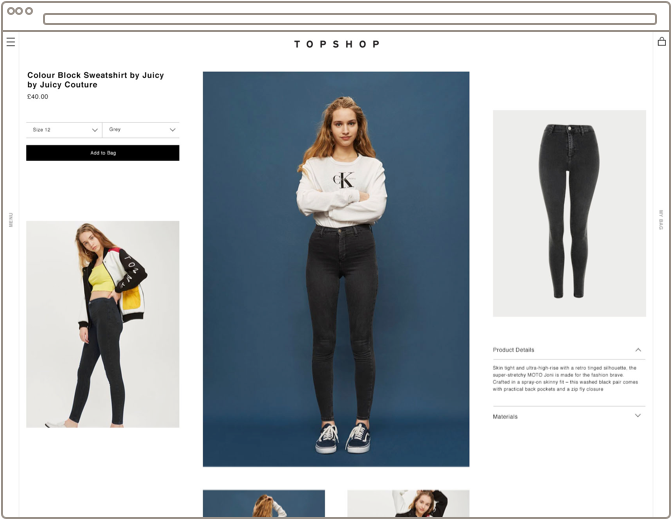 TOPSHOP
Colour Block Sweatshirt by Juicy
by Juicy Couture
£40.00
Size 12
Grey
Add to Bag
MENU
CK
MY BAG
Product Details
Skin tight and ultra-high-rise with a retro tinged silhouette, the
super-stretchy MOTO Joni is made for the fashion brave.
Crafted in a spray-on skinny fit – this washed black pair comes
with practical back pockets and a zip fly closure
Materials